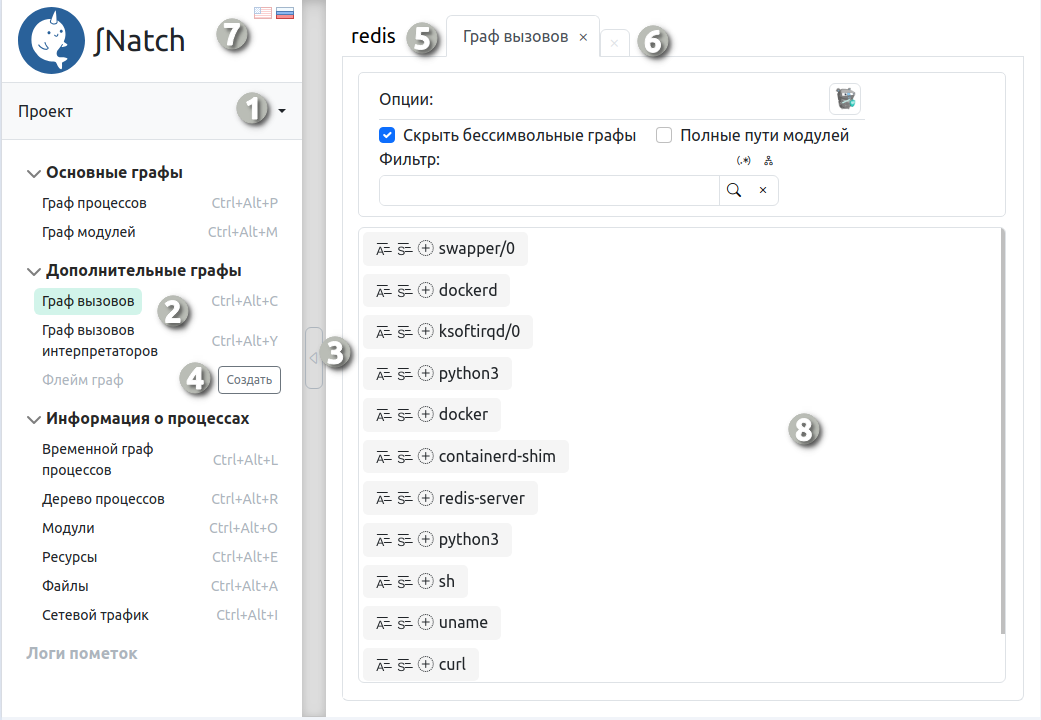 ∫Natch
7
Проект
1
Основные графы
Граф процессов Ctrl+Alt+P
Граф модулей Ctrl+Alt+M
Дополнительные графы
Граф вызовов 2 Ctrl+Alt+C
Граф вызовов
интерпретаторов Ctrl+Alt+Y
Флейм граф 4 Создать
Информация о процессах
Временной граф
процессов Ctrl+Alt+L
Дерево процессов Ctrl+Alt+R
Модули Ctrl+Alt+O
Ресурсы Ctrl+Alt+E
Файлы Ctrl+Alt+A
Сетевой трафик Ctrl+Alt+I
Логи пометок
3
redis 5 Граф вызовов × × 6
Опции:
Скрыть бессимвольные графы Полные пути модулей
Фильтр: (.*)
×
A S swapper/0
A S dockerd
A S ksoftirqd/0
A S python3
A S docker
8
A S containerd-shim
A S redis-server
A S python3
A S sh
A S uname
A S curl